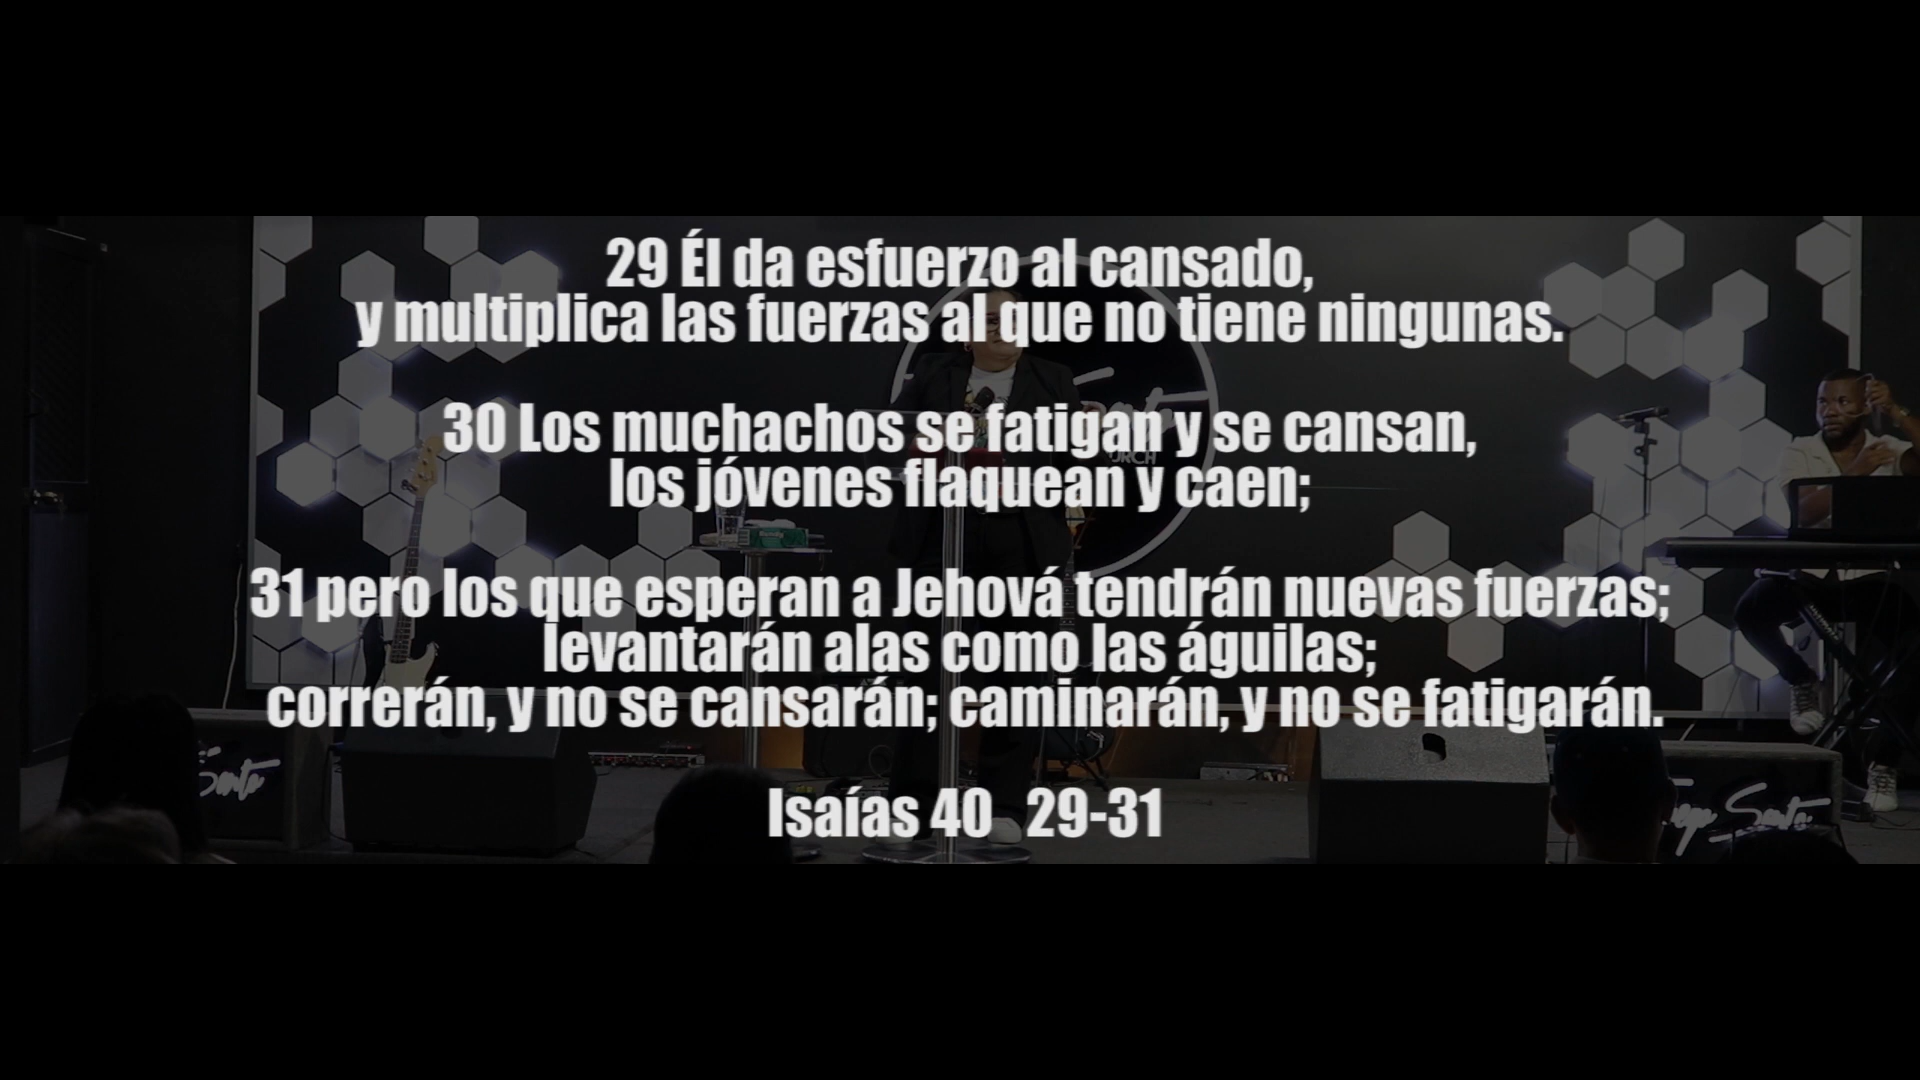 29 Él da esfuerzo al cansado,
y multiplica las fuerzas al que no tiene ningunas.
30 Los muchachos se fatigan y se cansan,
los jóvenes flaquean y caen;
31 pero los que esperan a Jehová tendrán nuevas fuerzas;
levantarán alas como las águilas;
correrán, y no se cansarán; caminarán, y no se fatigarán.
Isaías 40 29-31
Santo
Santo